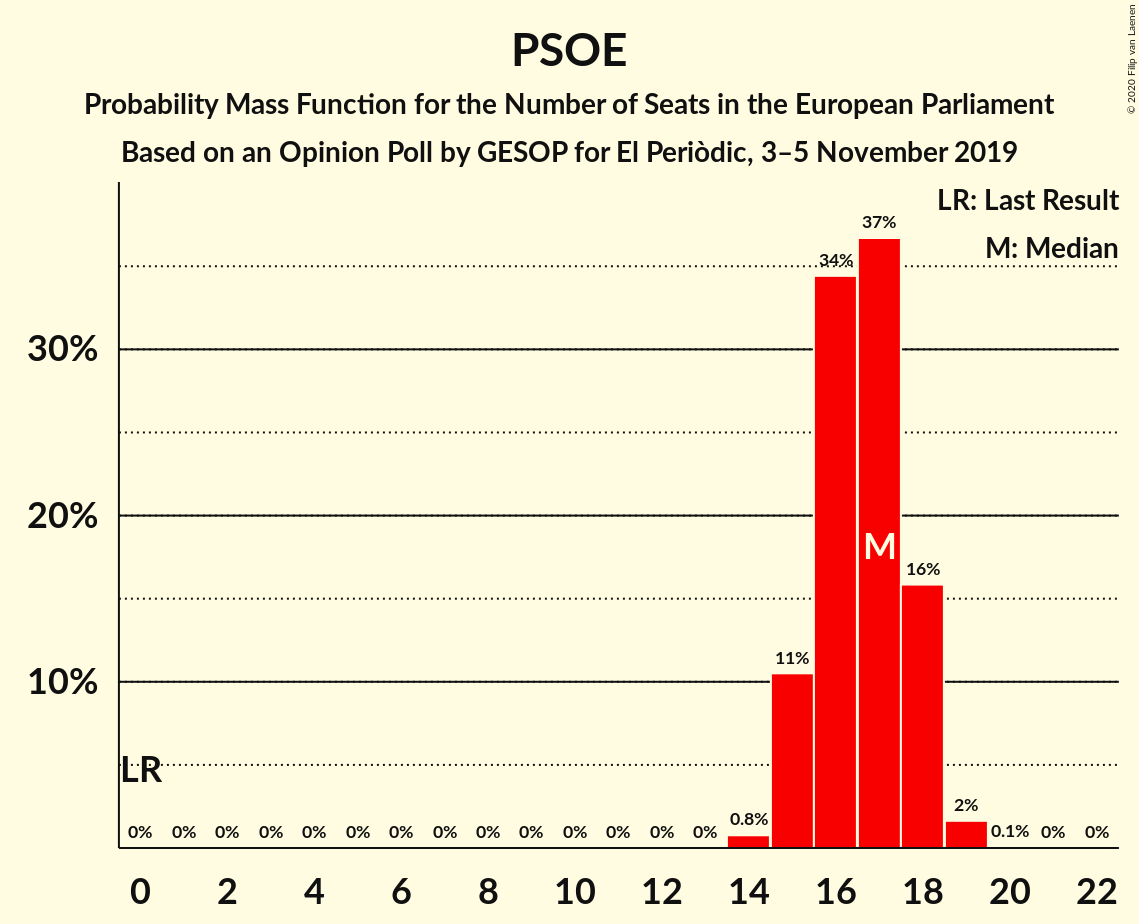 PSOE
Probability Mass Function for the Number of Seats in the European Parliament
Based on an Opinion Poll by GESOP for El Periòdic, 3–5 November 2019
© 2020 Filip van Laenen
LR: Last Result
M: Median
37%
34%
30%
20%
M
16%
11%
10%
LR
2%
0.8%
0% 0% 0% 0% 0% 0% 0% 0% 0% 0% 0% 0% 0% 0% 0.1% 0% 0%
0 2 4 6 8 10 12 14 16 18 20 22